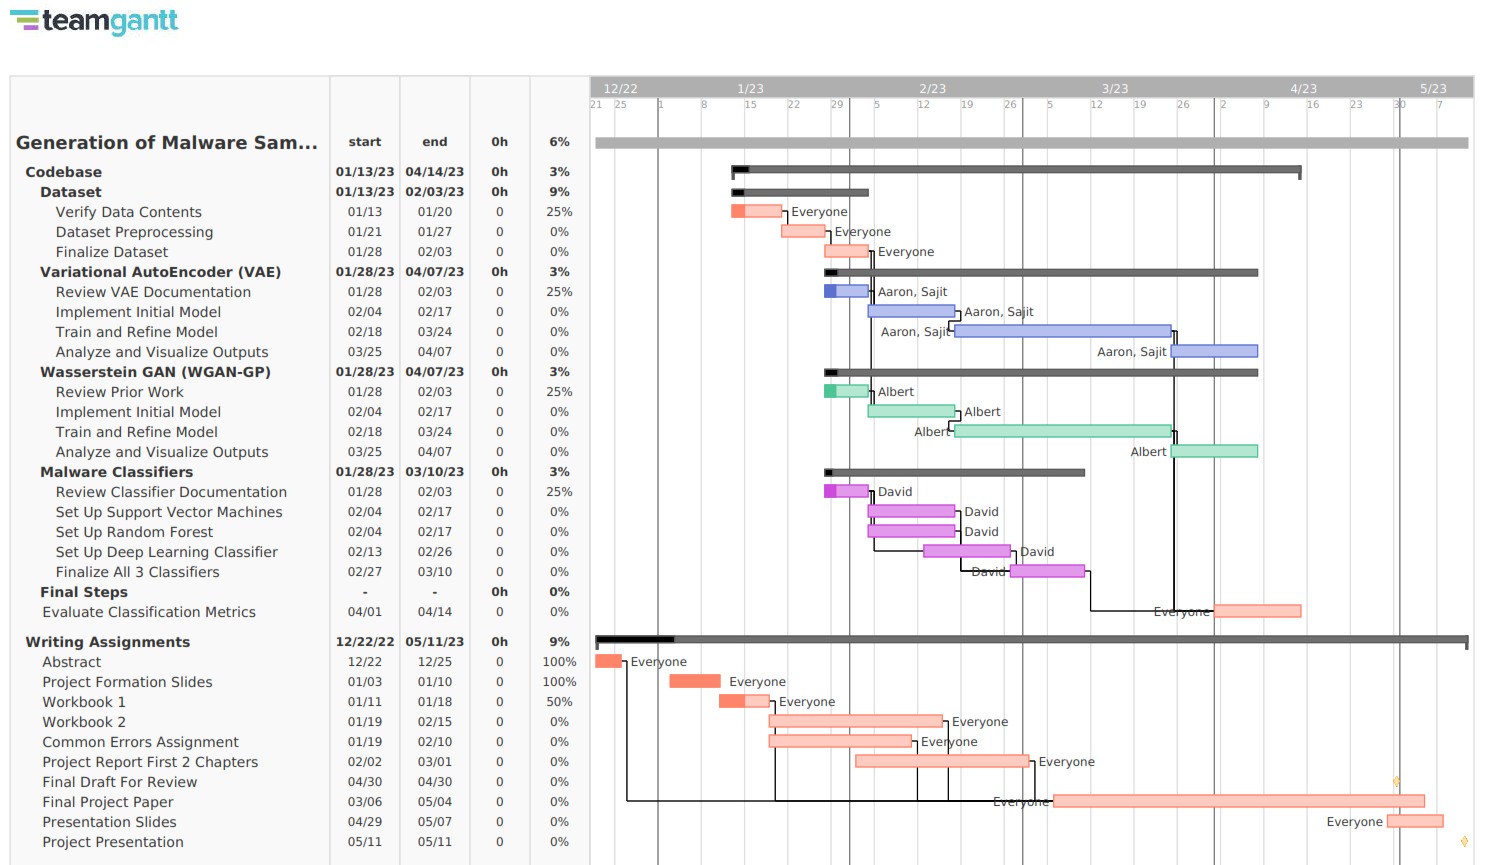 teamgantt
12/22 1/23 2/23 3/23 4/23 5/23
21 25 1 8 15 22 29 5 12 19 26 5 12 19 26 2 9 16 23 30 7
Generation of Malware Sam... start end 0h 6%
Codebase 01/13/23 04/14/23 0h 3%
Dataset 01/13/23 02/03/23 0h 9%
Verify Data Contents 01/13 01/20 0 25% Everyone
Dataset Preprocessing 01/21 01/27 0 0% Everyone
Finalize Dataset 01/28 02/03 0 0% Everyone
Variational AutoEncoder (VAE) 01/28/23 04/07/23 0h 3%
Review VAE Documentation 01/28 02/03 0 25% Aaron, Sajit
Implement Initial Model 02/04 02/17 0 0% Aaron, Sajit
Train and Refine Model 02/18 03/24 0 0% Aaron, Sajit
Analyze and Visualize Outputs 03/25 04/07 0 0% Aaron, Sajit
Wasserstein GAN (WGAN-GP) 01/28/23 04/07/23 0h 3%
Review Prior Work 01/28 02/03 0 25% Albert
Implement Initial Model 02/04 02/17 0 0% Albert
Train and Refine Model 02/18 03/24 0 0% Albert
Analyze and Visualize Outputs 03/25 04/07 0 0% Albert
Malware Classifiers 01/28/23 03/10/23 0h 3%
Review Classifier Documentation 01/28 02/03 0 25% David
Set Up Support Vector Machines 02/04 02/17 0 0% David
Set Up Random Forest 02/04 02/17 0 0% David
Set Up Deep Learning Classifier 02/13 02/26 0 0% David
Finalize All 3 Classifiers 02/27 03/10 0 0% David
Final Steps - - 0h 0%
Evaluate Classification Metrics 04/01 04/14 0 0% Everyone
Writing Assignments 12/22/22 05/11/23 0h 9%
Abstract 12/22 12/25 0 100% Everyone
Project Formation Slides 01/03 01/10 0 100% Everyone
Workbook 1 01/11 01/18 0 50% Everyone
Workbook 2 01/19 02/15 0 0% Everyone
Common Errors Assignment 01/19 02/10 0 0% Everyone
Project Report First 2 Chapters 02/02 03/01 0 0% Everyone
Final Draft For Review 04/30 04/30 0 0%
Final Project Paper 03/06 05/04 0 0% Everyone
Presentation Slides 04/29 05/07 0 0% Everyone
Project Presentation 05/11 05/11 0 0%